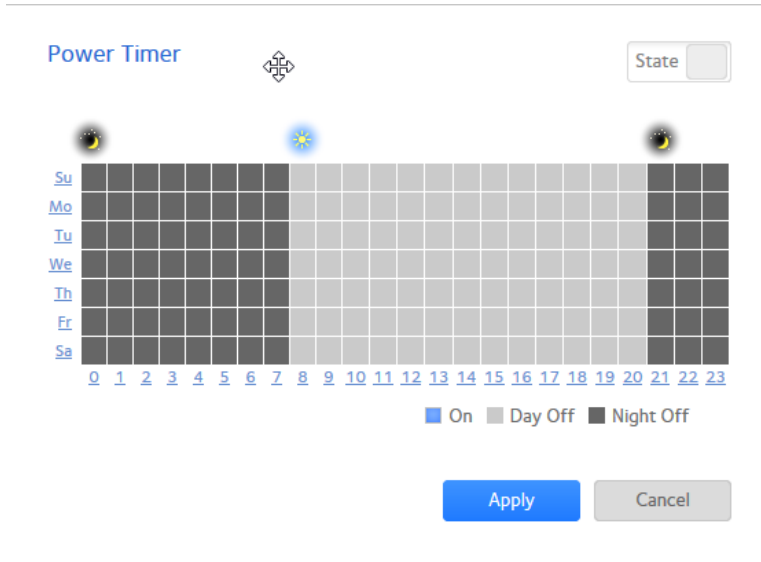 Power Timer
State
Su
Mo
Tu
We
Th
Fr
Sa
0 1 2 3 4 5 6 7 8 9 10 11 12 13 14 15 16 17 18 19 20 21 22 23
On Day Off Night Off
Apply Cancel